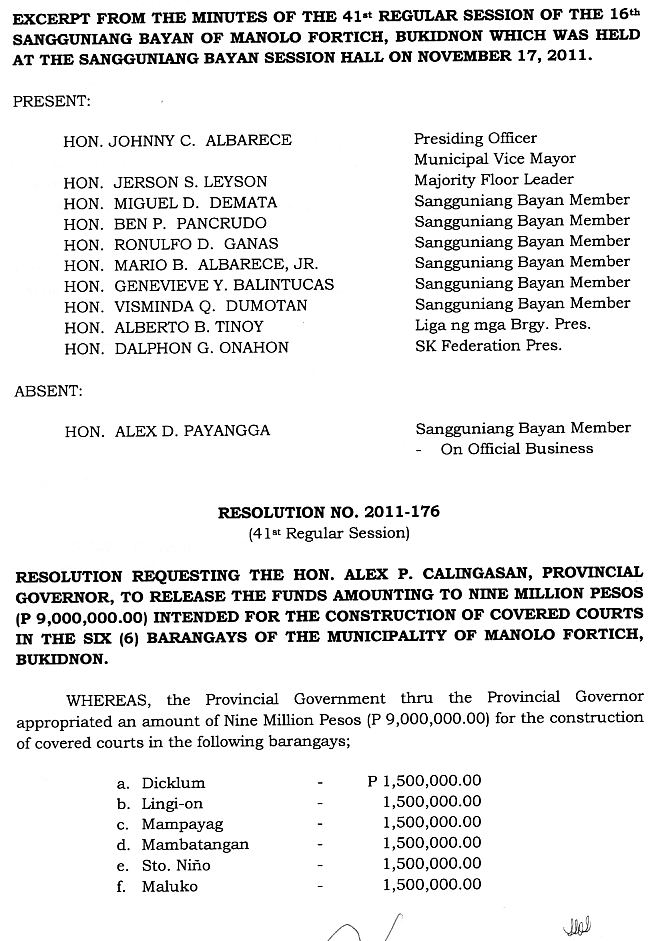 EXCERPT FROM THE MINUTES OF THE 41st REGULAR SESSION OF THE 16th
SANGGUNIANG BAYAN OF MANOLO FORTICH, BUKIDNON WHICH WAS HELD
AT THE SANGGUNIANG BAYAN SESSION HALL ON NOVEMBER 17, 2011.
PRESENT:
HON. JOHNNY C. ALBARECE Presiding Officer
Municipal Vice Mayor
HON. JERSON S. LEYSON Majority Floor Leader
HON. MIGUEL D. DEMATA Sangguniang Bayan Member
HON. BEN P. PANCRUDO Sangguniang Bayan Member
HON. RONULFO D. GANAS Sangguniang Bayan Member
HON. MARIO B. ALBARECE, JR. Sangguniang Bayan Member
HON. GENEVIEVE Y. BALINTUCAS Sangguniang Bayan Member
HON. VISMINDA Q. DUMOTAN Sangguniang Bayan Member
HON. ALBERTO B. TINOY Liga ng mga Brgy. Pres.
HON. DALPHON G. ONAHON SK Federation Pres.
ABSENT:
HON. ALEX D. PAYANGGA Sangguniang Bayan Member
- On Official Business
RESOLUTION NO. 2011-176
(41st Regular Session)
RESOLUTION REQUESTING THE HON. ALEX P. CALINGASAN, PROVINCIAL
GOVERNOR, TO RELEASE THE FUNDS AMOUNTING TO NINE MILLION PESOS
(P 9,000,000.00) INTENDED FOR THE CONSTRUCTION OF COVERED COURTS
IN THE SIX (6) BARANGAYS OF THE MUNICIPALITY OF MANOLO FORTICH,
BUKIDNON.
WHEREAS, the Provincial Government thru the Provincial Governor
appropriated an amount of Nine Million Pesos (P 9,000,000.00) for the construction
of covered courts in the following barangays;
a. Dicklum - P 1,500,000.00
b. Lingi-on - 1,500,000.00
c. Mampayag - 1,500,000.00
d. Mambatangan - 1,500,000.00
e. Sto. Niño - 1,500,000.00
f. Maluko - 1,500,000.00